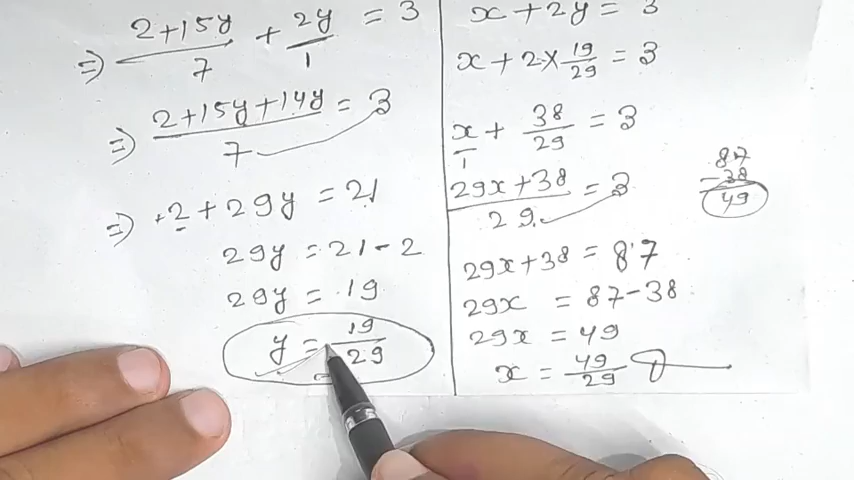 ⇒ 2+15y/7 + 2y/1 = 3
⇒ 2+15y+14y/7 = 3
⇒ +2+29y = 21
29y = 21-2
29y = 19
y = 19/29
x+2y = 3
x+2×19/29 = 3
x/1 + 38/29 = 3
29x+38/29 = 3
29x+38 = 87
29x = 87-38
29x = 49
x = 49/29
87
-38
49